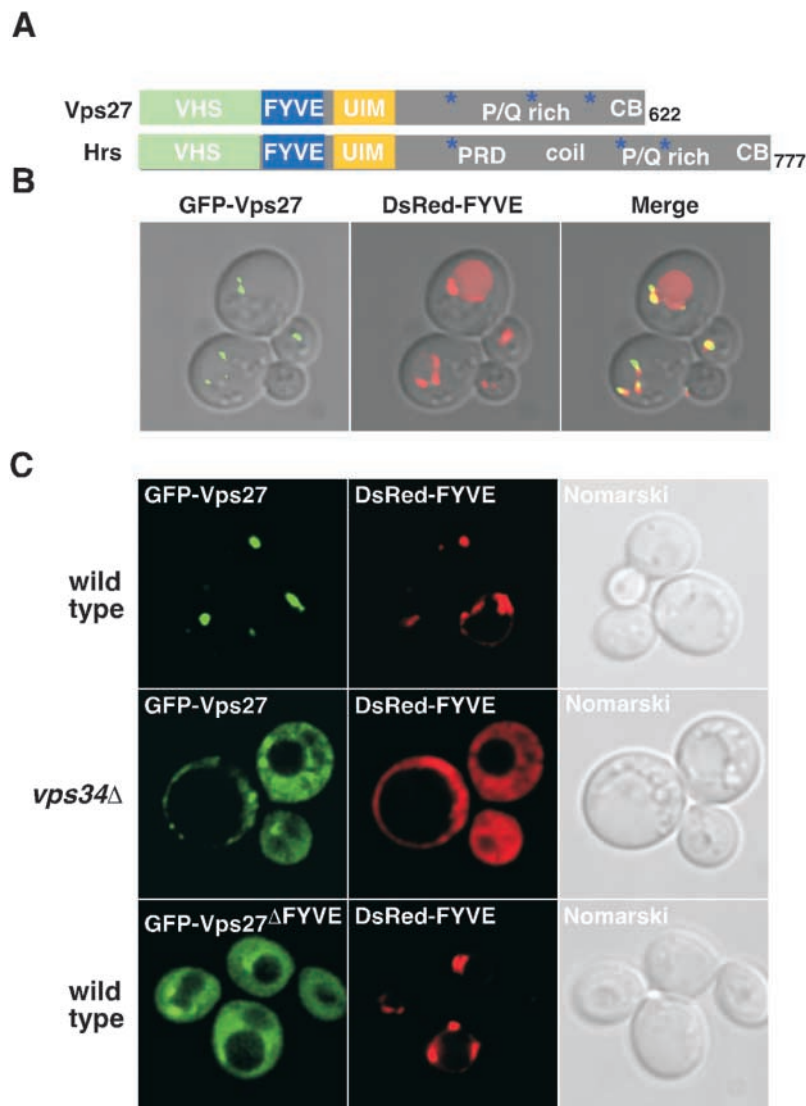 A
Vps27 VHS FYVE UIM * * * P/Q rich CB 622
Hrs VHS FYVE UIM * PRD coil * P/Q rich * CB 777
B
GFP-Vps27 DsRed-FYVE Merge
C
GFP-Vps27 DsRed-FYVE Nomarski
wild
type
GFP-Vps27 DsRed-FYVE Nomarski
vps34Δ
GFP-Vps27ΔFYVE DsRed-FYVE Nomarski
wild
type